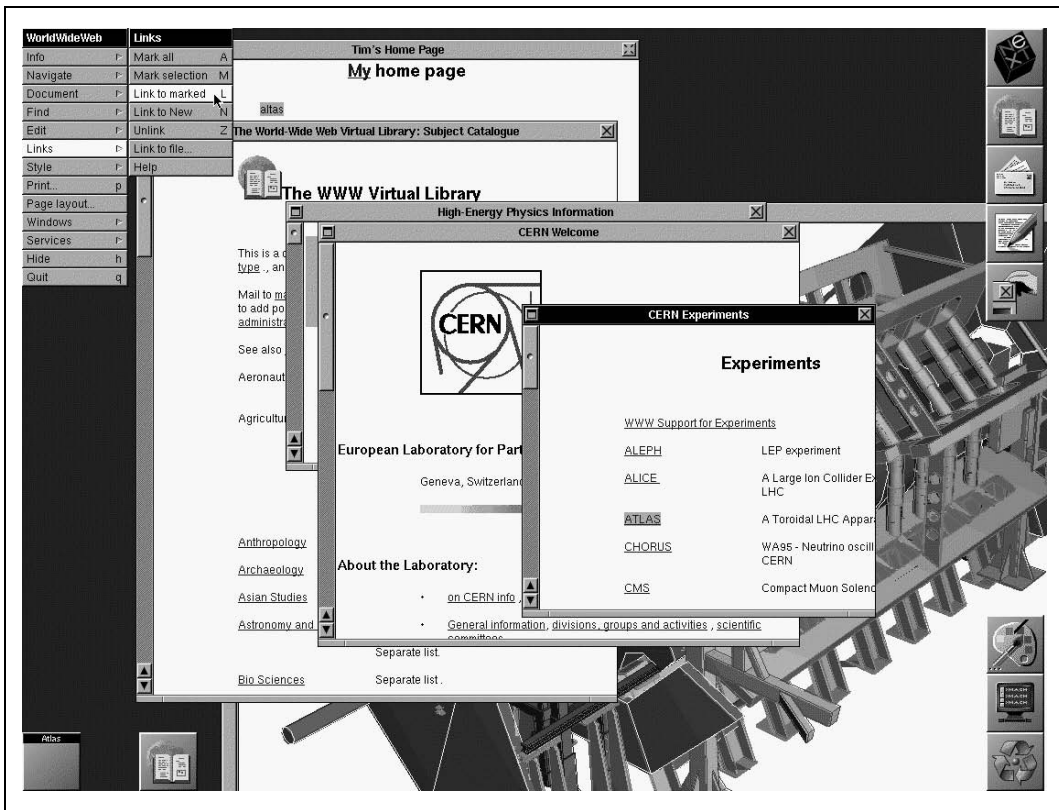 WorldWideWeb
Info
Navigate
Document
Find
Edit
Links
Style
Print... p
Page layout...
Windows
Services
Hide h
Quit q
Links
Mark all A
Mark selection M
Link to marked L
Link to New N
Unlink Z
Link to file...
Help
Tim's Home Page
My home page
altas
The World-Wide Web Virtual Library: Subject Catalogue
The WWW Virtual Library
This is a
type ., an
Mail to
to add po
administra
See also
Aeronaut
Agricultu
Anthropology
Archaeology
Asian Studies
Astronomy and
Separate list.
Bio Sciences Separate list .
High-Energy Physics Information
CERN Welcome
CERN
European Laboratory for Part
Geneva, Switzerland
About the Laboratory:
• on CERN info ,
• General information, divisions, groups and activities , scientific
committees
CERN Experiments
Experiments
WWW Support for Experiments
ALEPH LEP experiment
ALICE A Large Ion Collider Ex
LHC
ATLAS A Toroidal LHC Appara
CHORUS WA95 - Neutrino oscill
CERN
CMS Compact Muon Soleno
Atlas